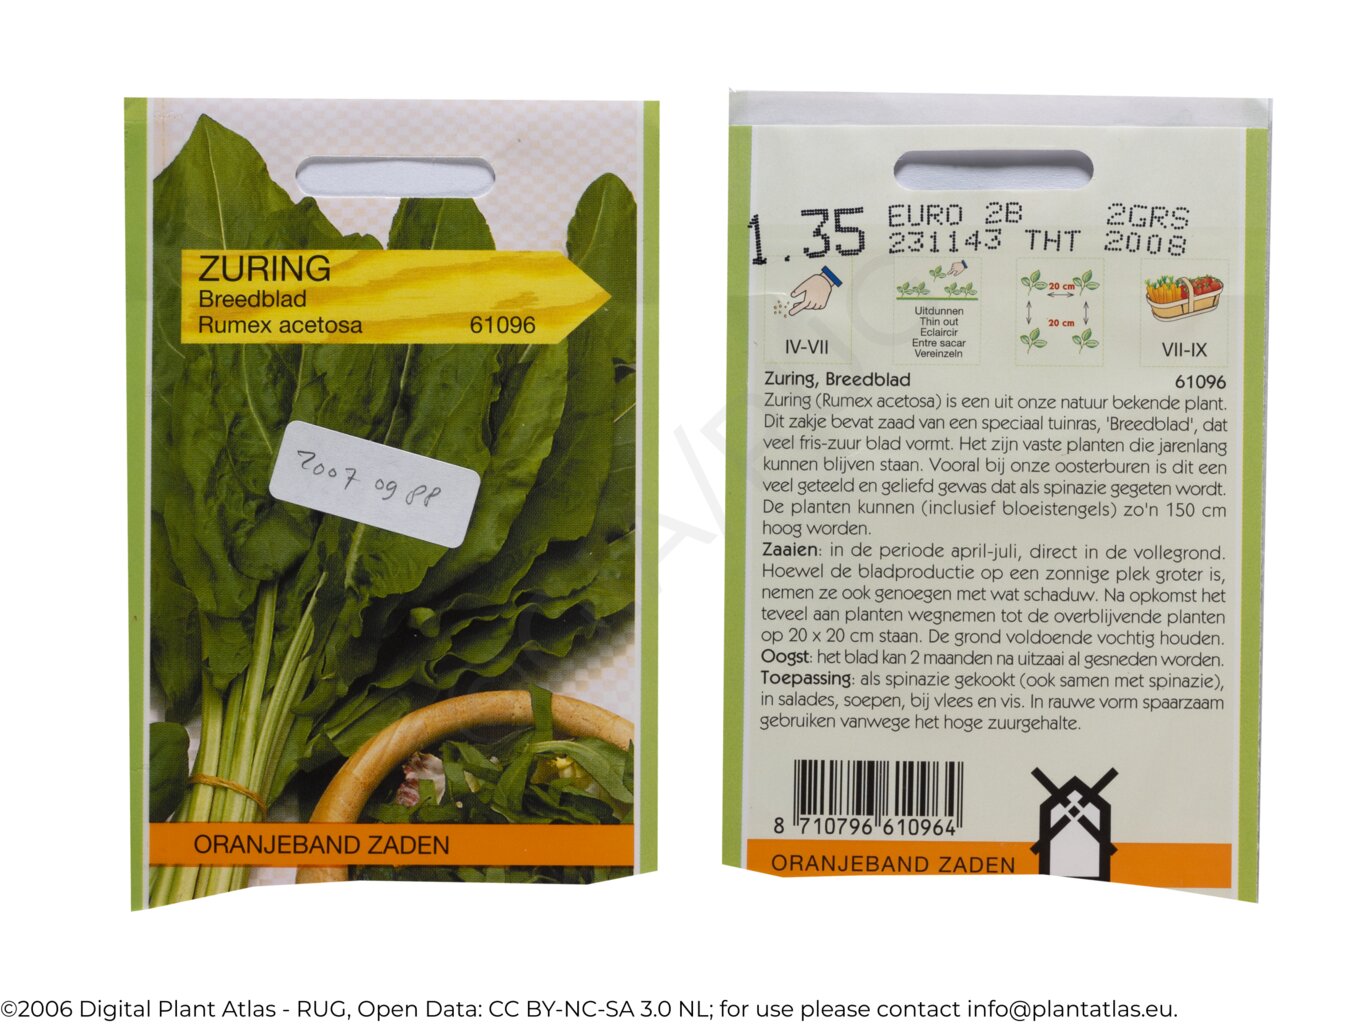 ZURING
Breedblad
Rumex acetosa 61096
2007 09 88
ORANJEBAND ZADEN
1.35 EURO 2B 2GRS
231143 THT 2008
20 cm
20 cm
Uitdunnen
Thin out
Eclaircir
Entre sacar
Vereinzeln
IV-VII
VII-IX
Zuring, Breedblad 61096
Zuring (Rumex acetosa) is een uit onze natuur bekende plant.
Dit zakje bevat zaad van een speciaal tuinras, 'Breedblad', dat
veel fris-zuur blad vormt. Het zijn vaste planten die jarenlang
kunnen blijven staan. Vooral bij onze oosterburen is dit een
veel geteeld en geliefd gewas dat als spinazie gegeten wordt.
De planten kunnen (inclusief bloeistengels) zo'n 150 cm
hoog worden.
Zaaien: in de periode april-juli, direct in de vollegrond.
Hoewel de bladproductie op een zonnige plek groter is,
nemen ze ook genoegen met wat schaduw. Na opkomst het
teveel aan planten wegnemen tot de overblijvende planten
op 20 x 20 cm staan. De grond voldoende vochtig houden.
Oogst: het blad kan 2 maanden na uitzaai al gesneden worden.
Toepassing: als spinazie gekookt (ook samen met spinazie),
in salades, soepen, bij vlees en vis. In rauwe vorm spaarzaam
gebruiken vanwege het hoge zuurgehalte.
8 710796 610964
ORANJEBAND ZADEN
©2006 Digital Plant Atlas - RUG, Open Data: CC BY-NC-SA 3.0 NL; for use please contact info@plantatlas.eu.